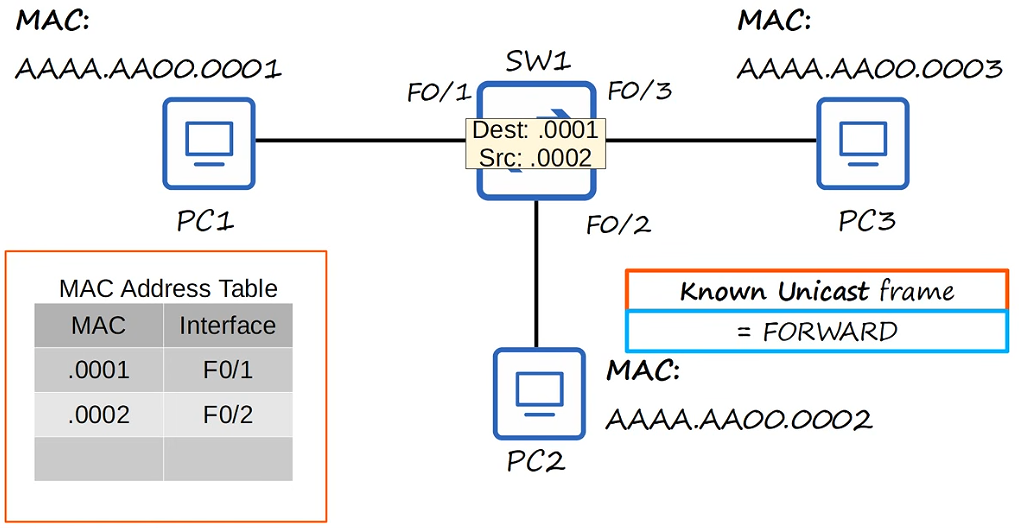 MAC:
AAAA.AA00.0001
MAC:
AAAA.AA00.0003
SW1
F0/1
F0/3
Dest: .0001
Src: .0002
PC1
PC3
F0/2
MAC Address Table
MAC Interface
.0001 F0/1
.0002 F0/2
Known Unicast frame
= FORWARD
MAC:
AAAA.AA00.0002
PC2